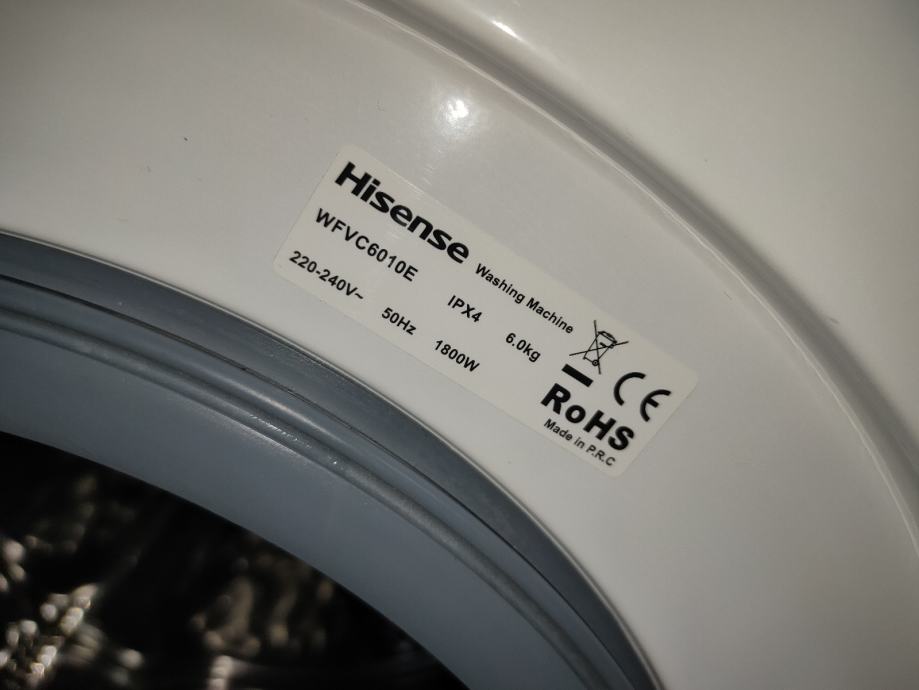 Hisense Washing Machine
WFVC6010E IPX4 6.0kg
220-240V~ 50Hz 1800W
CE
RoHS
Made in P.R.C